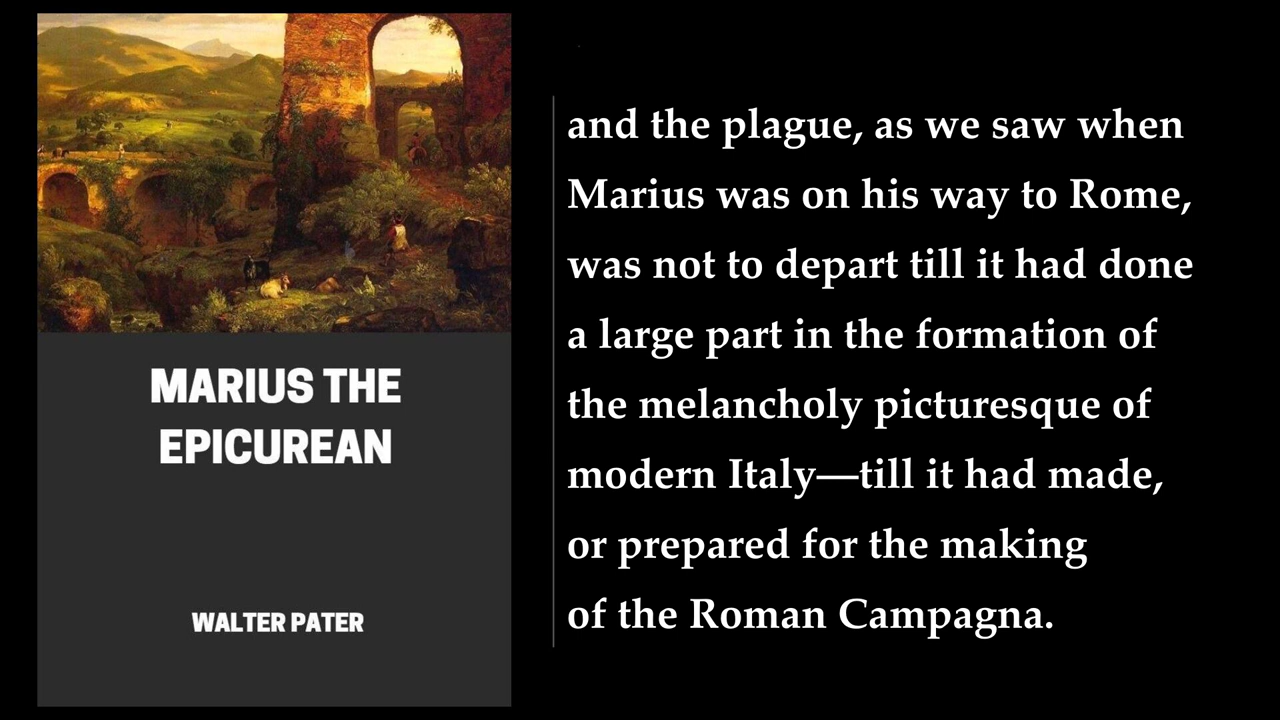 MARIUS THE
EPICUREAN
WALTER PATER
and the plague, as we saw when
Marius was on his way to Rome,
was not to depart till it had done
a large part in the formation of
the melancholy picturesque of
modern Italy—till it had made,
or prepared for the making
of the Roman Campagna.